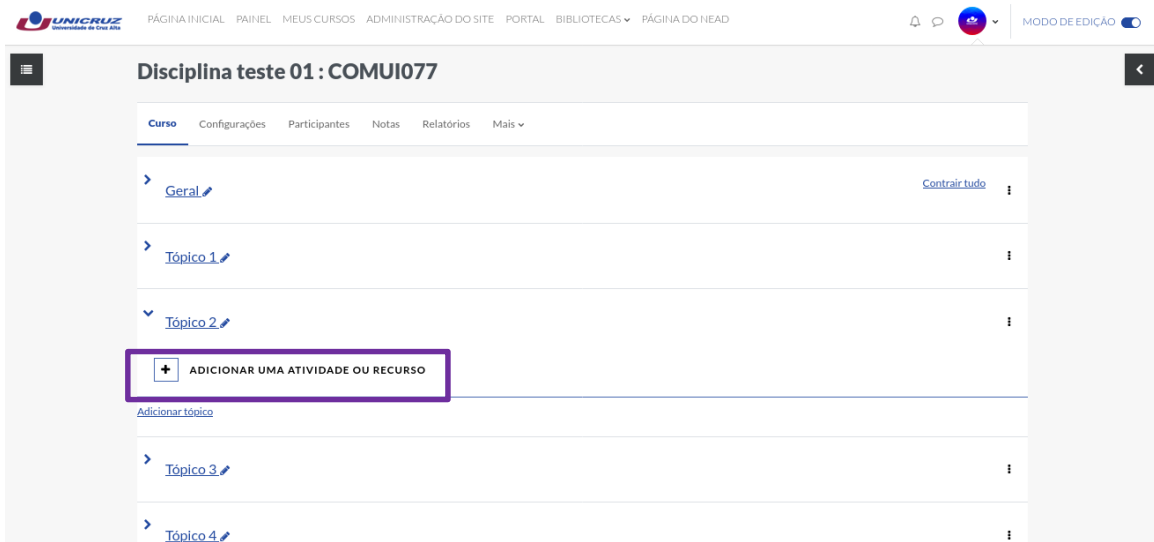 UNICRUZ
Universidade de Cruz Alta
PÁGINA INICIAL PAINEL MEUS CURSOS ADMINISTRAÇÃO DO SITE PORTAL BIBLIOTECAS PÁGINA DO NEAD
MODO DE EDIÇÃO
Disciplina teste 01 : COMUI077
Curso Configurações Participantes Notas Relatórios Mais
Geral
Contrair tudo
Tópico 1
Tópico 2
ADICIONAR UMA ATIVIDADE OU RECURSO
Adicionar tópico
Tópico 3
Tópico 4